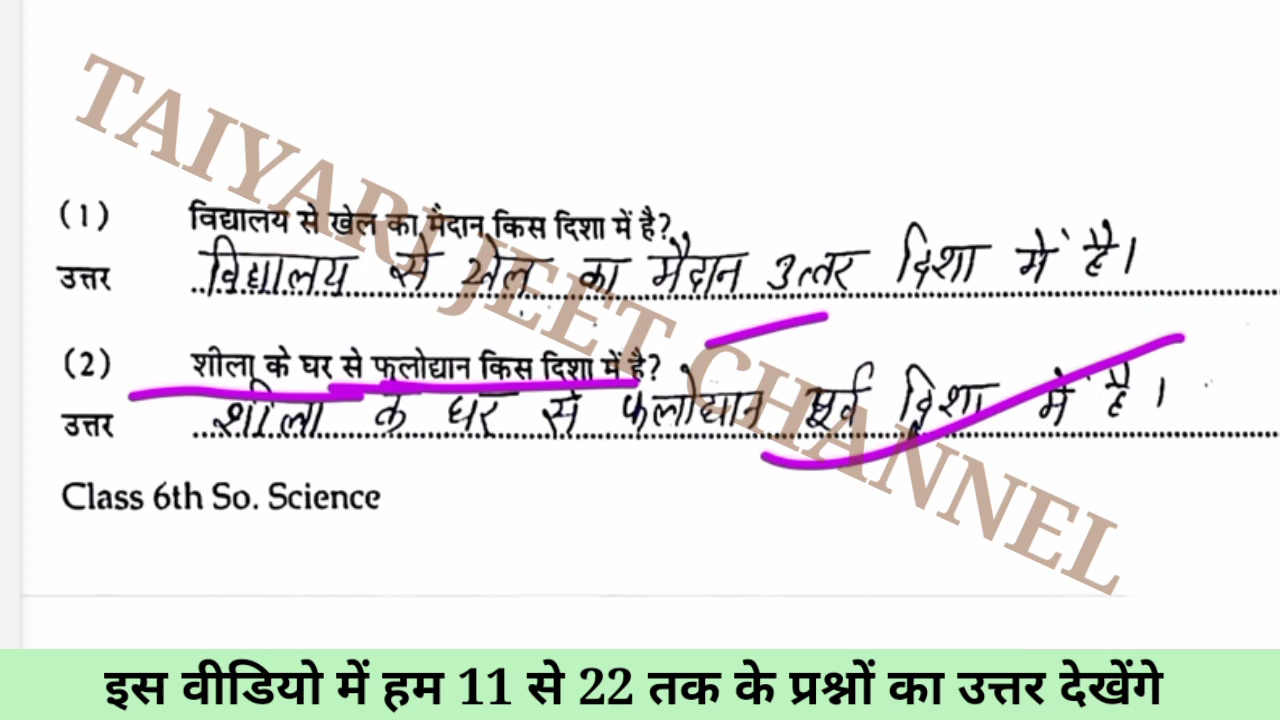 (1) विद्यालय से खेल का मैदान किस दिशा में है?
उत्तर विद्यालय से खेल का मैदान उत्तर दिशा में है।
(2) शीला के घर से फलोद्यान किस दिशा में है?
उत्तर शीला के घर से फलोद्यान पूर्व दिशा में है।
Class 6th So. Science
TAIYARI JEET CHANNEL
इस वीडियो में हम 11 से 22 तक के प्रश्नों का उत्तर देखेंगे